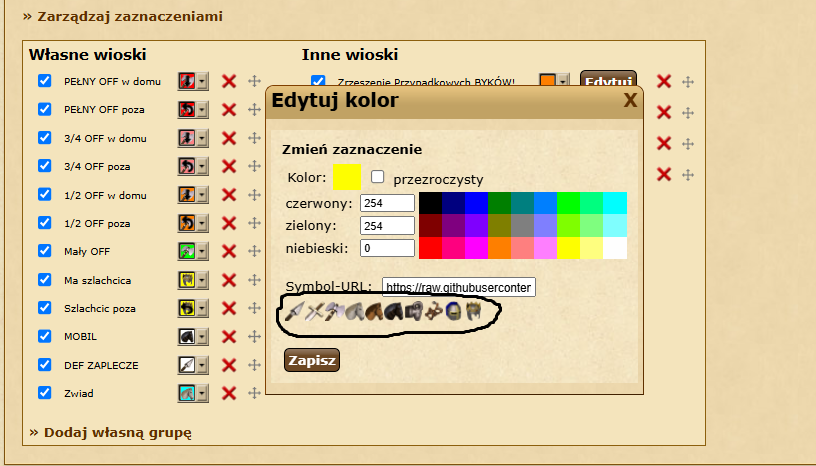 » Zarządzaj zaznaczeniami
Własne wioski
Inne wioski
PEŁNY OFF w domu
Zrzeszenie Przypadkowych BYKÓW!
Edytuj
PEŁNY OFF poza
3/4 OFF w domu
3/4 OFF poza
1/2 OFF w domu
1/2 OFF poza
Mały OFF
Ma szlachcica
Szlachcic poza
MOBIL
DEF ZAPLECZE
Zwiad
» Dodaj własną grupę
Edytuj kolor
X
Zmień zaznaczenie
Kolor:
przezroczysty
czerwony: 254
zielony: 254
niebieski: 0
Symbol-URL: https://raw.githubuserconter
Zapisz